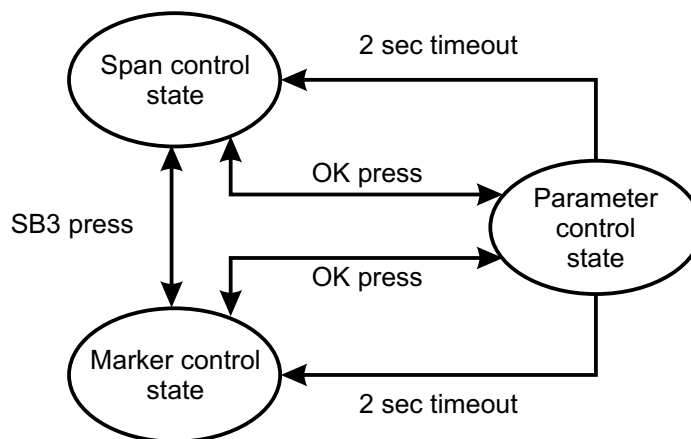 2 sec timeout
Span control
state
OK press
Parameter
control
state
SB3 press
OK press
Marker control
state
2 sec timeout